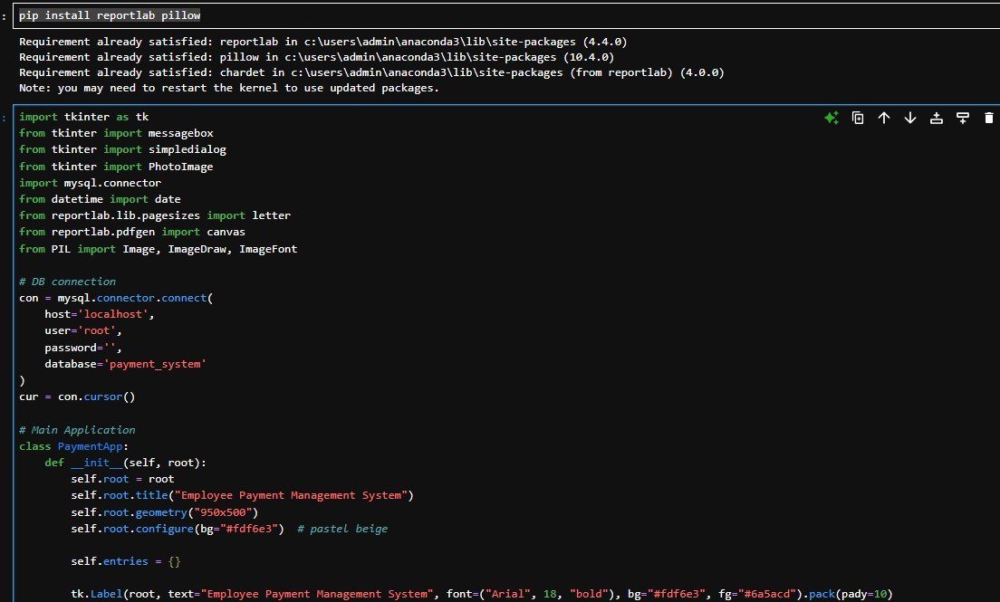 : pip install reportlab pillow
Requirement already satisfied: reportlab in c:\users\admin\anaconda3\lib\site-packages (4.4.0)
Requirement already satisfied: pillow in c:\users\admin\anaconda3\lib\site-packages (10.4.0)
Requirement already satisfied: chardet in c:\users\admin\anaconda3\lib\site-packages (from reportlab) (4.0.0)
Note: you may need to restart the kernel to use updated packages.
: import tkinter as tk
from tkinter import messagebox
from tkinter import simpledialog
from tkinter import PhotoImage
import mysql.connector
from datetime import date
from reportlab.lib.pagesizes import letter
from reportlab.pdfgen import canvas
from PIL import Image, ImageDraw, ImageFont

# DB connection
con = mysql.connector.connect(
    host='localhost',
    user='root',
    password='',
    database='payment_system'
)
cur = con.cursor()

# Main Application
class PaymentApp:
    def __init__(self, root):
        self.root = root
        self.root.title("Employee Payment Management System")
        self.root.geometry("950x500")
        self.root.configure(bg="#fdf6e3")  # pastel beige

        self.entries = {}

        tk.Label(root, text="Employee Payment Management System", font=("Arial", 18, "bold"), bg="#fdf6e3", fg="#6a5acd").pack(pady=10)